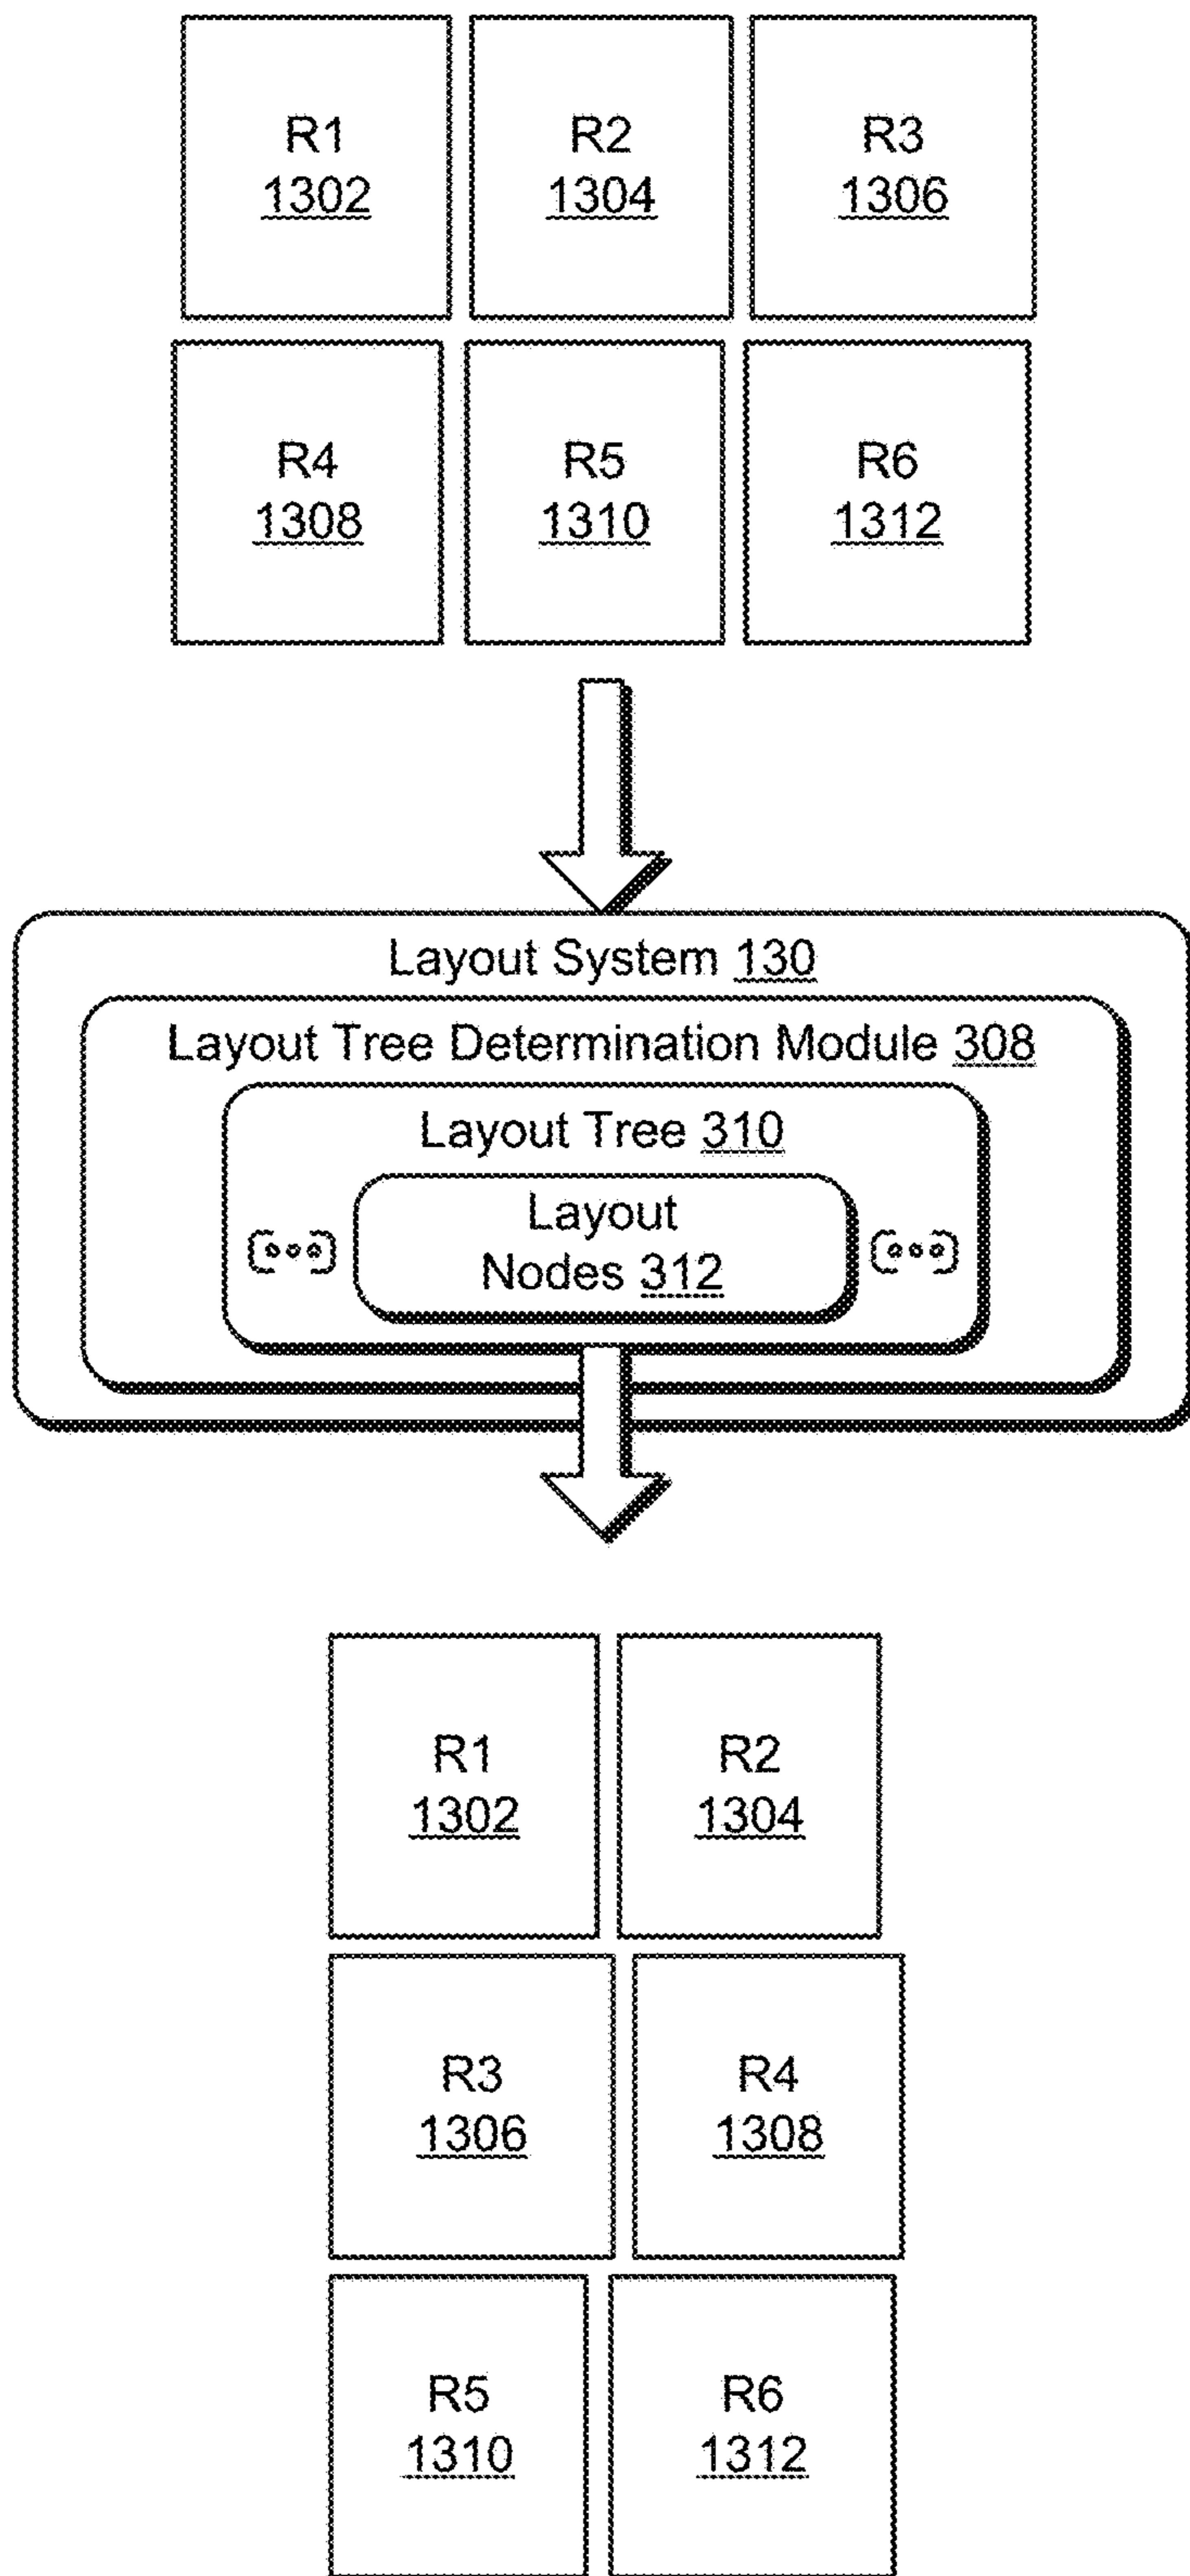 R1
1302
R2
1304
R3
1306
R4
1308
R5
1310
R6
1312
Layout System 130
Layout Tree Determination Module 308
Layout Tree 310
Layout
Nodes 312
R1
1302
R2
1304
R3
1306
R4
1308
R5
1310
R6
1312